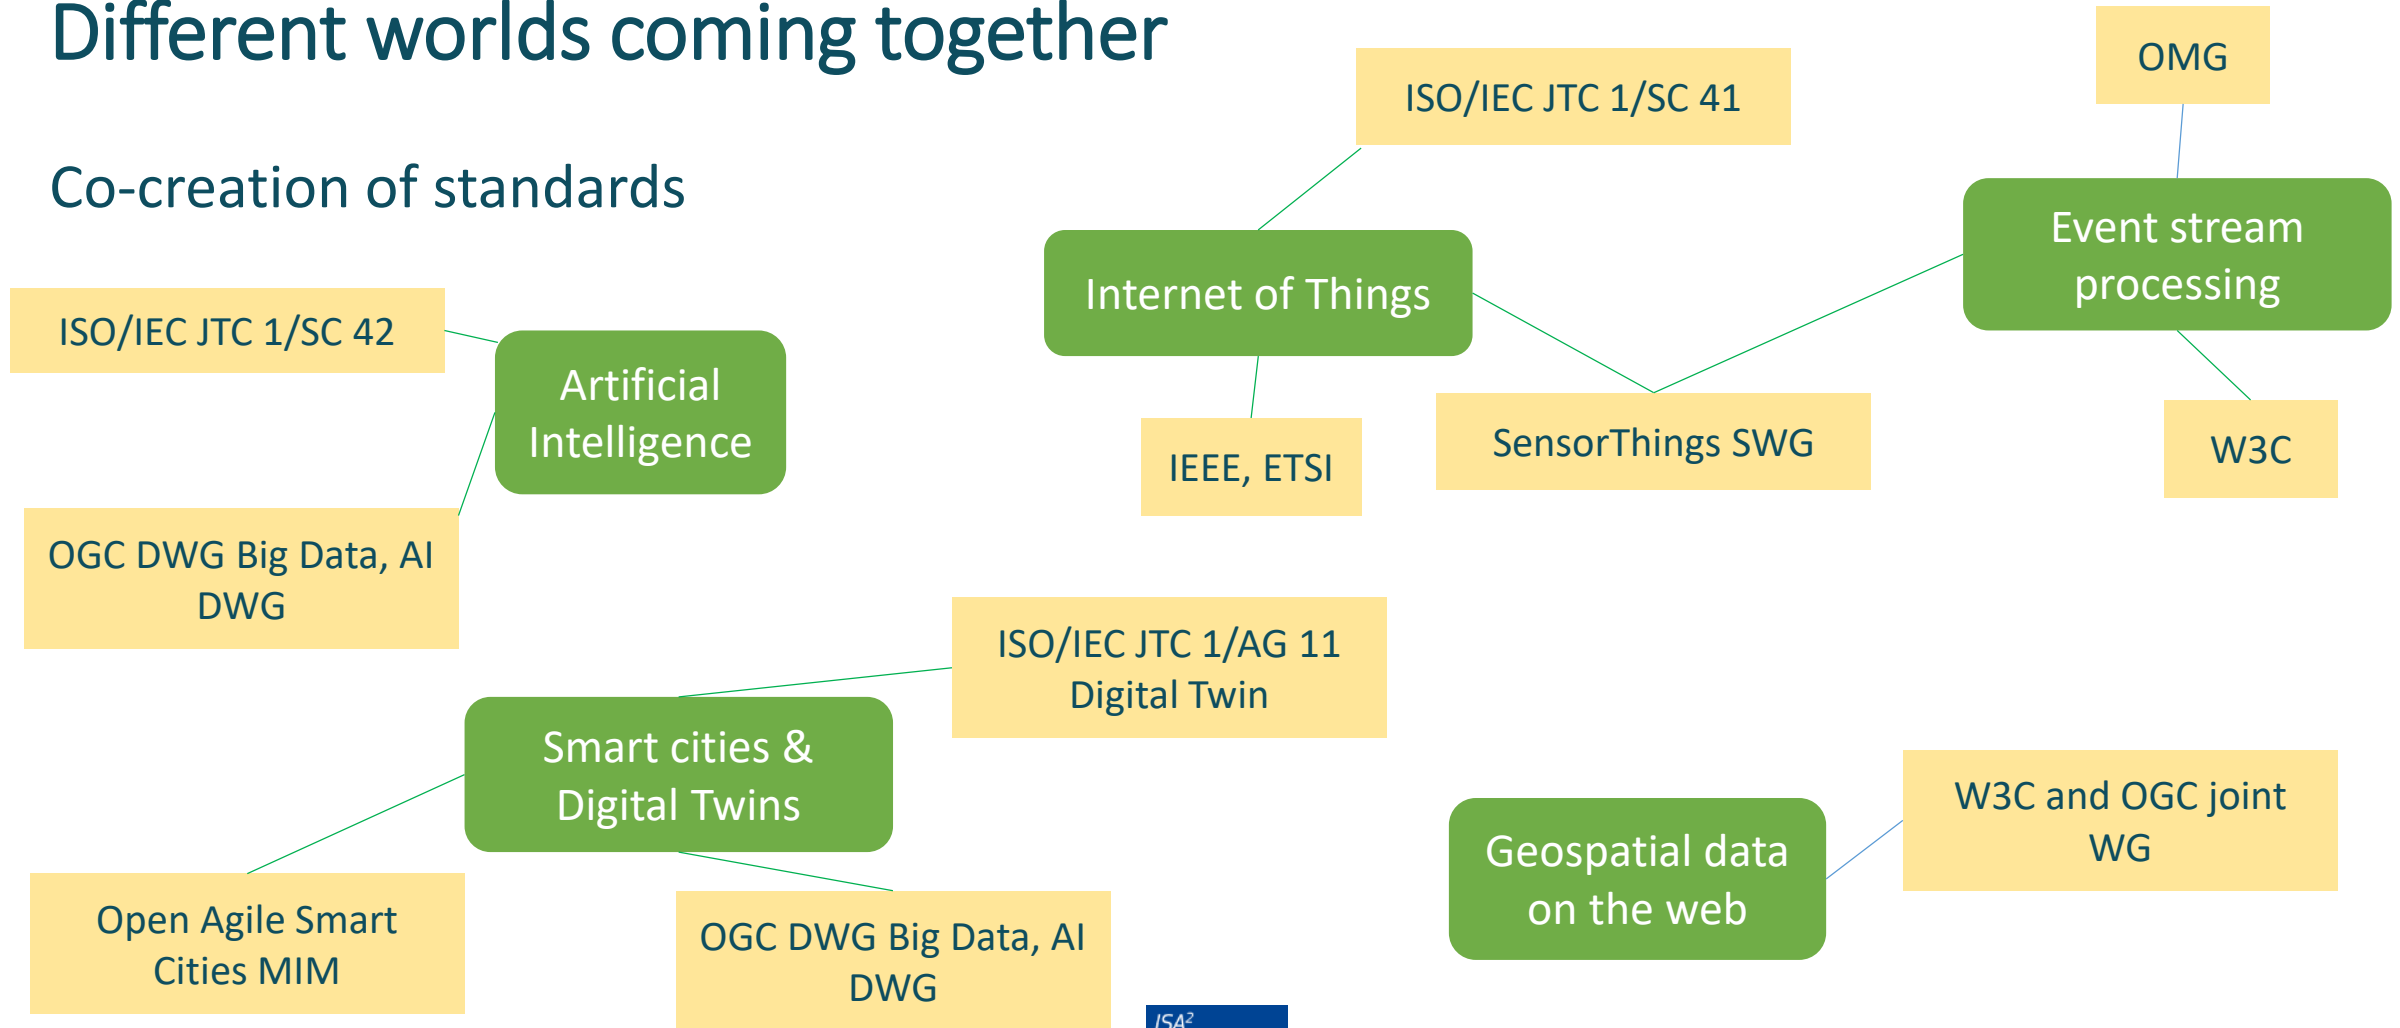 Different worlds coming together
Co-creation of standards
OMG
ISO/IEC JTC 1/SC 41
Event stream
processing
Internet of Things
ISO/IEC JTC 1/SC 42
Artificial
Intelligence
SensorThings SWG
IEEE, ETSI
W3C
OGC DWG Big Data, AI
DWG
ISO/IEC JTC 1/AG 11
Digital Twin
Smart cities &
Digital Twins
W3C and OGC joint
WG
Geospatial data
on the web
Open Agile Smart
Cities MIM
OGC DWG Big Data, AI
DWG
ISA²